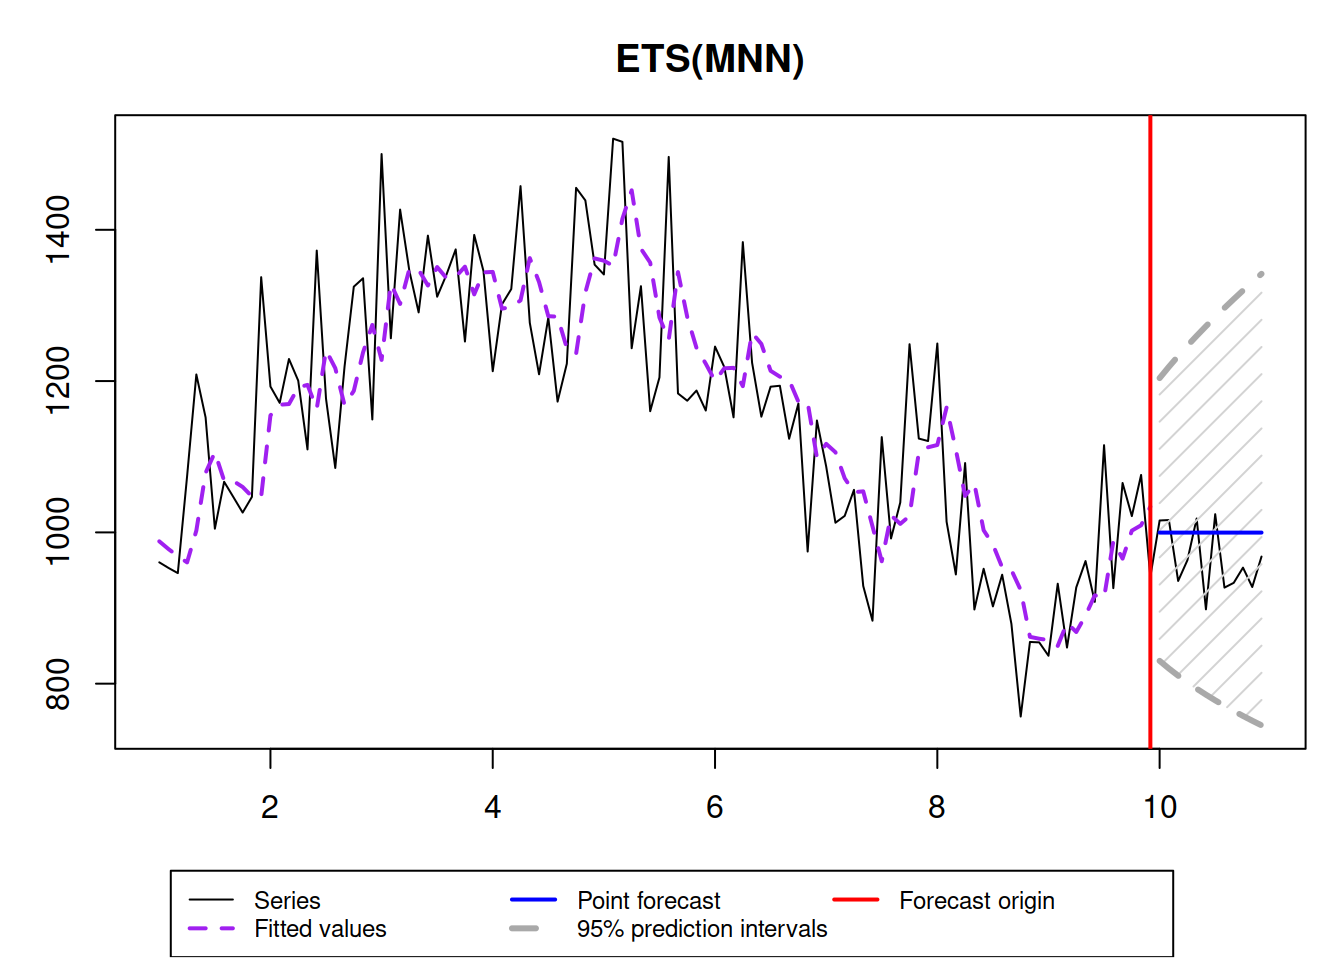 ETS(MNN)
1400
1200
1000
800
2 4 6 8 10
Series Point forecast Forecast origin
Fitted values 95% prediction intervals